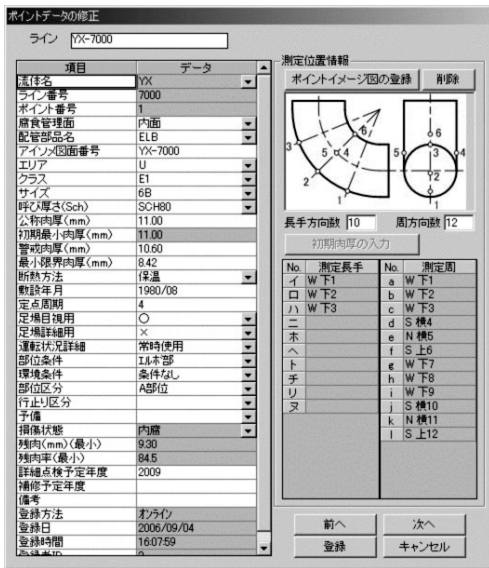 ポイントデータの修正
ライン YX-7000
項目 データ
流体名 YX
ライン番号 7000
ポイント番号 1
腐食管理面 内面
配管部品名 ELB
アイソメ図面番号 YX-7000
エリア U
クラス E1
サイズ 6B
呼び厚さ(Sch) SCH80
公称肉厚(mm) 11.00
初期最小肉厚(mm) 11.00
警戒肉厚(mm) 10.60
最小限界肉厚(mm) 8.42
断熱方法 保温
敷設年月 1980/08
定点周期 4
足場目視用 ○
足場詳細用 ×
運転状況詳細 常時使用
部位条件 エルボ部
環境条件 条件なし
部位区分 A部位
行止り区分
予備
損傷状態 内腐
残肉(mm)(最小) 9.30
残肉率(最小) 84.5
詳細点検予定年度 2009
補修予定年度
備考
登録方法 オンライン
登録日 2006/09/04
登録時間 16:07:59
測定位置情報
ポイントイメージ図の登録 削除
3 5 4 6 2 1
6 5 3 4 2 1
長手方向数 10 周方向数 12
初期肉厚の入力
No. 測定長手 No. 測定周
イ W 下1 a W 下1
ロ W 下2 b W 下2
ハ W 下3 c W 下3
ニ d S 横4
ホ e N 横5
ヘ f S 上6
ト g W 下7
チ h W 下8
リ i W 下9
ヌ j S 横10
k N 横11
l S 上12
前へ 次へ
登録 キャンセル